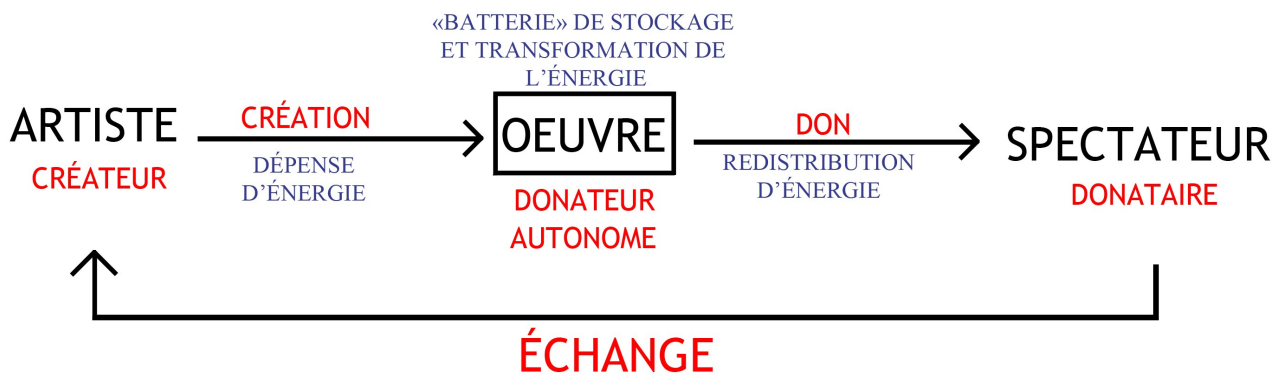 «BATTERIE» DE STOCKAGE
ET TRANSFORMATION DE
L’ÉNERGIE
ARTISTE
CRÉATEUR
CRÉATION
DÉPENSE
D’ÉNERGIE
OEUVRE
DONATEUR
AUTONOME
DON
REDISTRIBUTION
D’ÉNERGIE
SPECTATEUR
DONATAIRE
ÉCHANGE